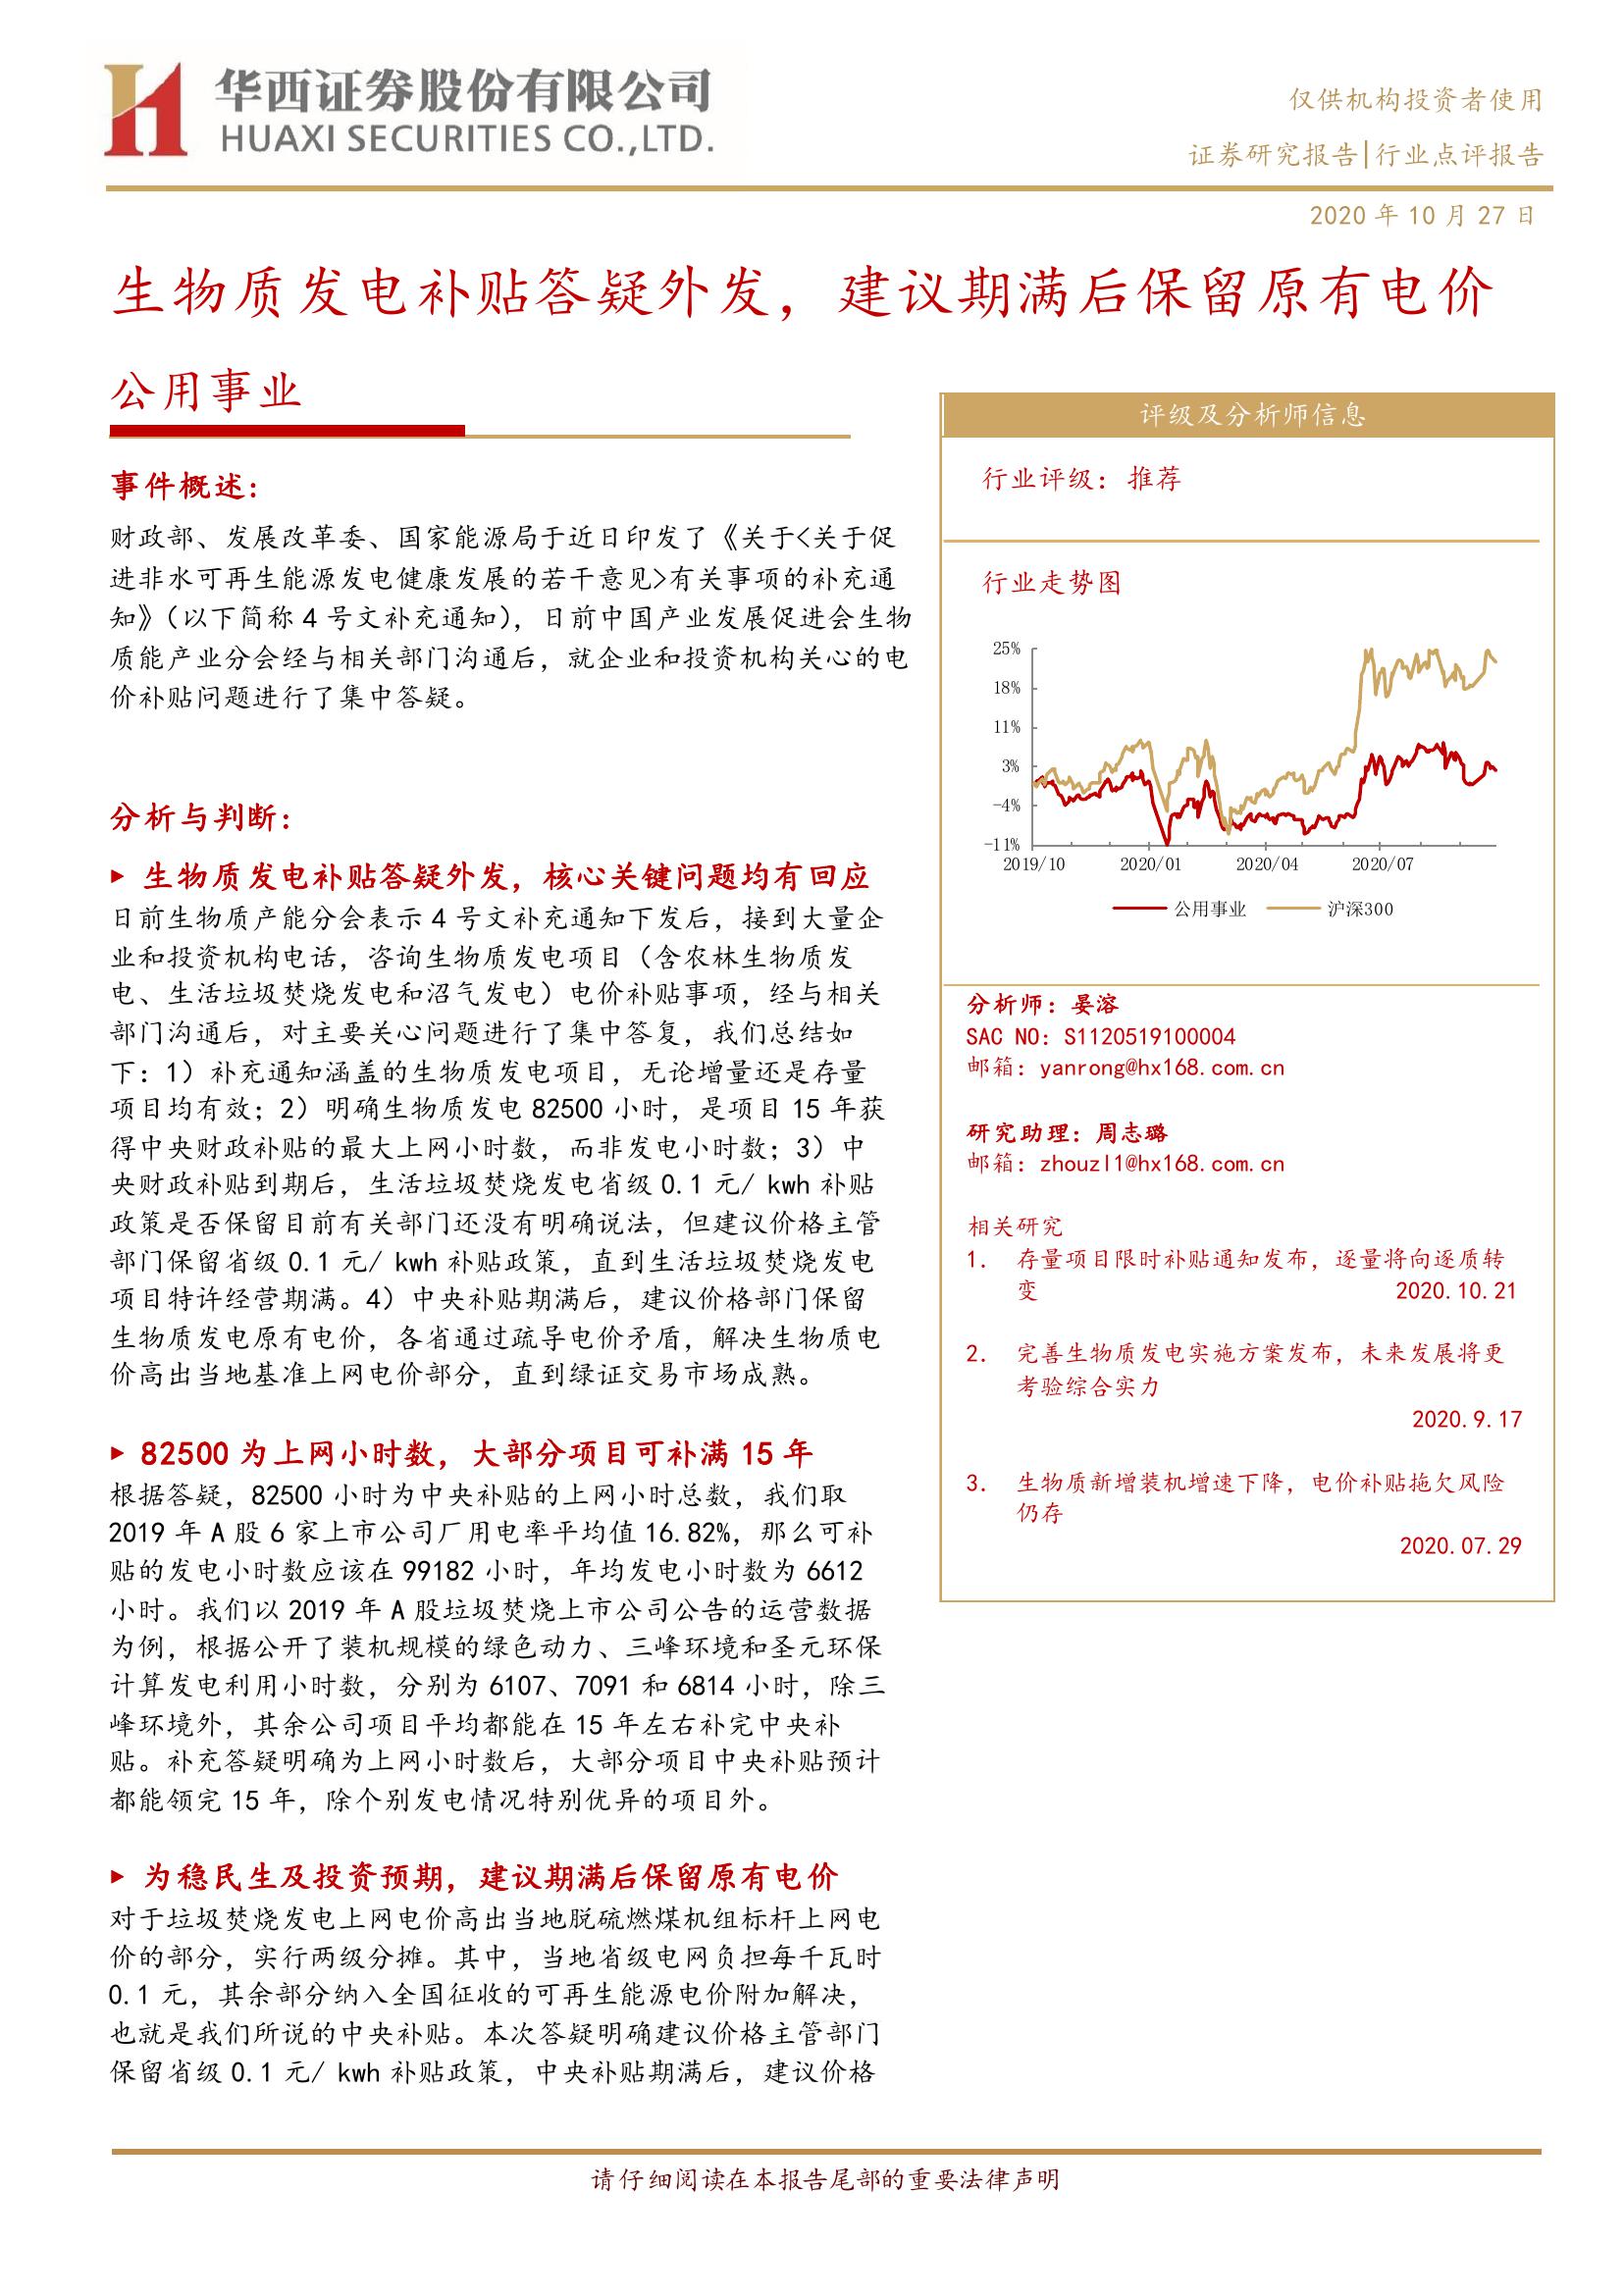 华西证券股份有限公司
HUAXI SECURITIES CO.,LTD.
仅供机构投资者使用
证券研究报告|行业点评报告
2020 年 10 月 27 日
生物质发电补贴答疑外发，建议期满后保留原有电价
公用事业
事件概述：
财政部、发展改革委、国家能源局于近日印发了《关于<关于促
进非水可再生能源发电健康发展的若干意见>有关事项的补充通
知》（以下简称 4 号文补充通知），日前中国产业发展促进会生物
质能产业分会经与相关部门沟通后，就企业和投资机构关心的电
价补贴问题进行了集中答疑。
分析与判断：
▶ 生物质发电补贴答疑外发，核心关键问题均有回应
日前生物质产能分会表示 4 号文补充通知下发后，接到大量企
业和投资机构电话，咨询生物质发电项目（含农林生物质发
电、生活垃圾焚烧发电和沼气发电）电价补贴事项，经与相关
部门沟通后，对主要关心问题进行了集中答复，我们总结如
下：1）补充通知涵盖的生物质发电项目，无论增量还是存量
项目均有效；2）明确生物质发电 82500 小时，是项目 15 年获
得中央财政补贴的最大上网小时数，而非发电小时数；3）中
央财政补贴到期后，生活垃圾焚烧发电省级 0.1 元/ kwh 补贴
政策是否保留目前有关部门还没有明确说法，但建议价格主管
部门保留省级 0.1 元/ kwh 补贴政策，直到生活垃圾焚烧发电
项目特许经营期满。4）中央补贴期满后，建议价格部门保留
生物质发电原有电价，各省通过疏导电价矛盾，解决生物质电
价高出当地基准上网电价部分，直到绿证交易市场成熟。
▶ 82500 为上网小时数，大部分项目可补满 15 年
根据答疑，82500 小时为中央补贴的上网小时总数，我们取
2019 年 A 股 6 家上市公司厂用电率平均值 16.82%，那么可补
贴的发电小时数应该在 99182 小时，年均发电小时数为 6612
小时。我们以 2019 年 A 股垃圾焚烧上市公司公告的运营数据
为例，根据公开了装机规模的绿色动力、三峰环境和圣元环保
计算发电利用小时数，分别为 6107、7091 和 6814 小时，除三
峰环境外，其余公司项目平均都能在 15 年左右补完中央补
贴。补充答疑明确为上网小时数后，大部分项目中央补贴预计
都能领完 15 年，除个别发电情况特别优异的项目外。
▶ 为稳民生及投资预期，建议期满后保留原有电价
对于垃圾焚烧发电上网电价高出当地脱硫燃煤机组标杆上网电
价的部分，实行两级分摊。其中，当地省级电网负担每千瓦时
0.1 元，其余部分纳入全国征收的可再生能源电价附加解决，
也就是我们所说的中央补贴。本次答疑明确建议价格主管部门
保留省级 0.1 元/ kwh 补贴政策，中央补贴期满后，建议价格
评级及分析师信息
行业评级：推荐
行业走势图
25%
18%
11%
3%
-4%
-11%
2019/10 2020/01 2020/04 2020/07
公用事业 沪深300
分析师：晏溶
SAC NO：S1120519100004
邮箱：yanrong@hx168.com.cn
研究助理：周志璐
邮箱：zhouzl1@hx168.com.cn
相关研究
1. 存量项目限时补贴通知发布，逐量将向逐质转
变 2020.10.21
2. 完善生物质发电实施方案发布，未来发展将更
考验综合实力
2020.9.17
3. 生物质新增装机增速下降，电价补贴拖欠风险
仍存
2020.07.29
请仔细阅读在本报告尾部的重要法律声明